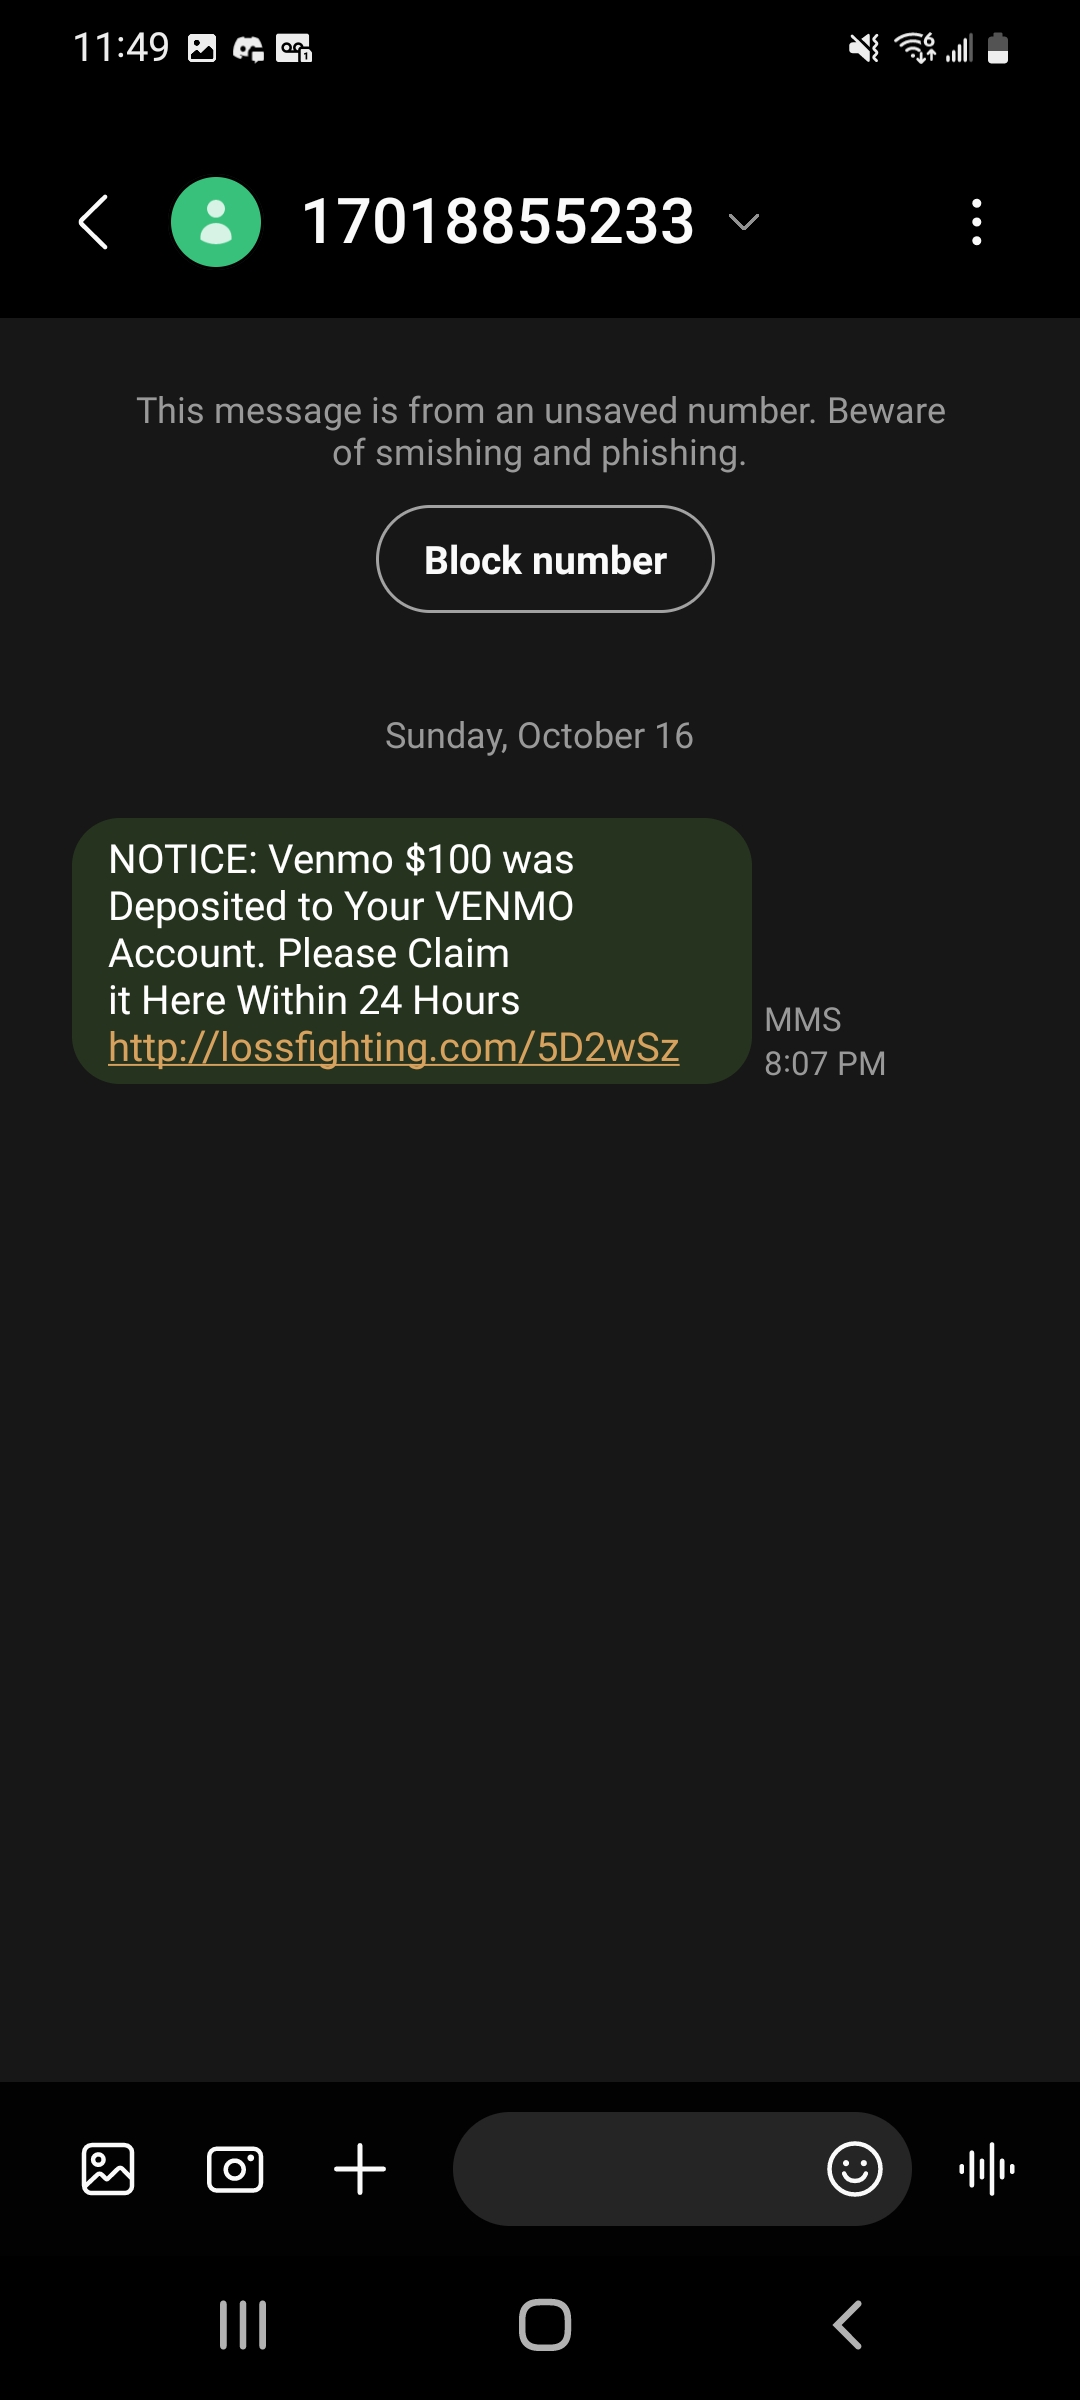 11:49
6
1
17018855233
This message is from an unsaved number. Beware
of smishing and phishing.
Block number
Sunday, October 16
NOTICE: Venmo $100 was
Deposited to Your VENMO
Account. Please Claim
it Here Within 24 Hours
http://lossfighting.com/5D2wSz
MMS
8:07 PM